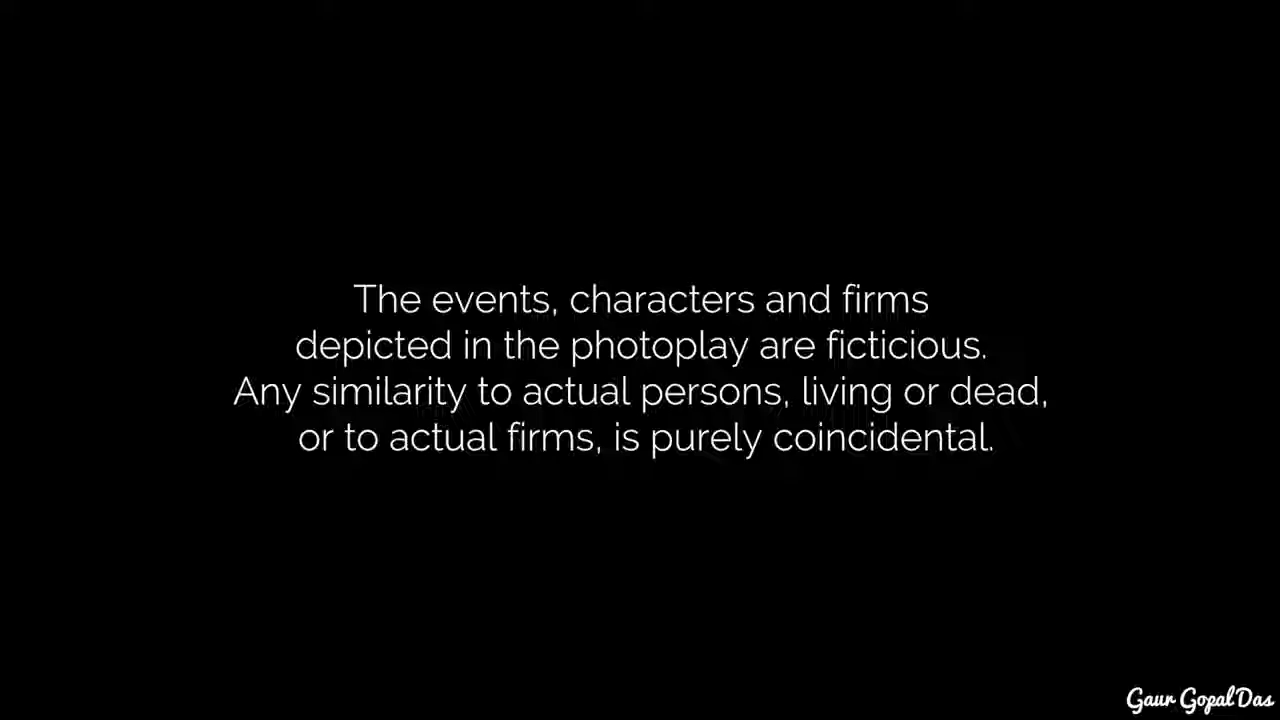 The events, characters and firms
depicted in the photoplay are ficticious.
Any similarity to actual persons, living or dead,
or to actual firms, is purely coincidental.
Gaur Gopal Das